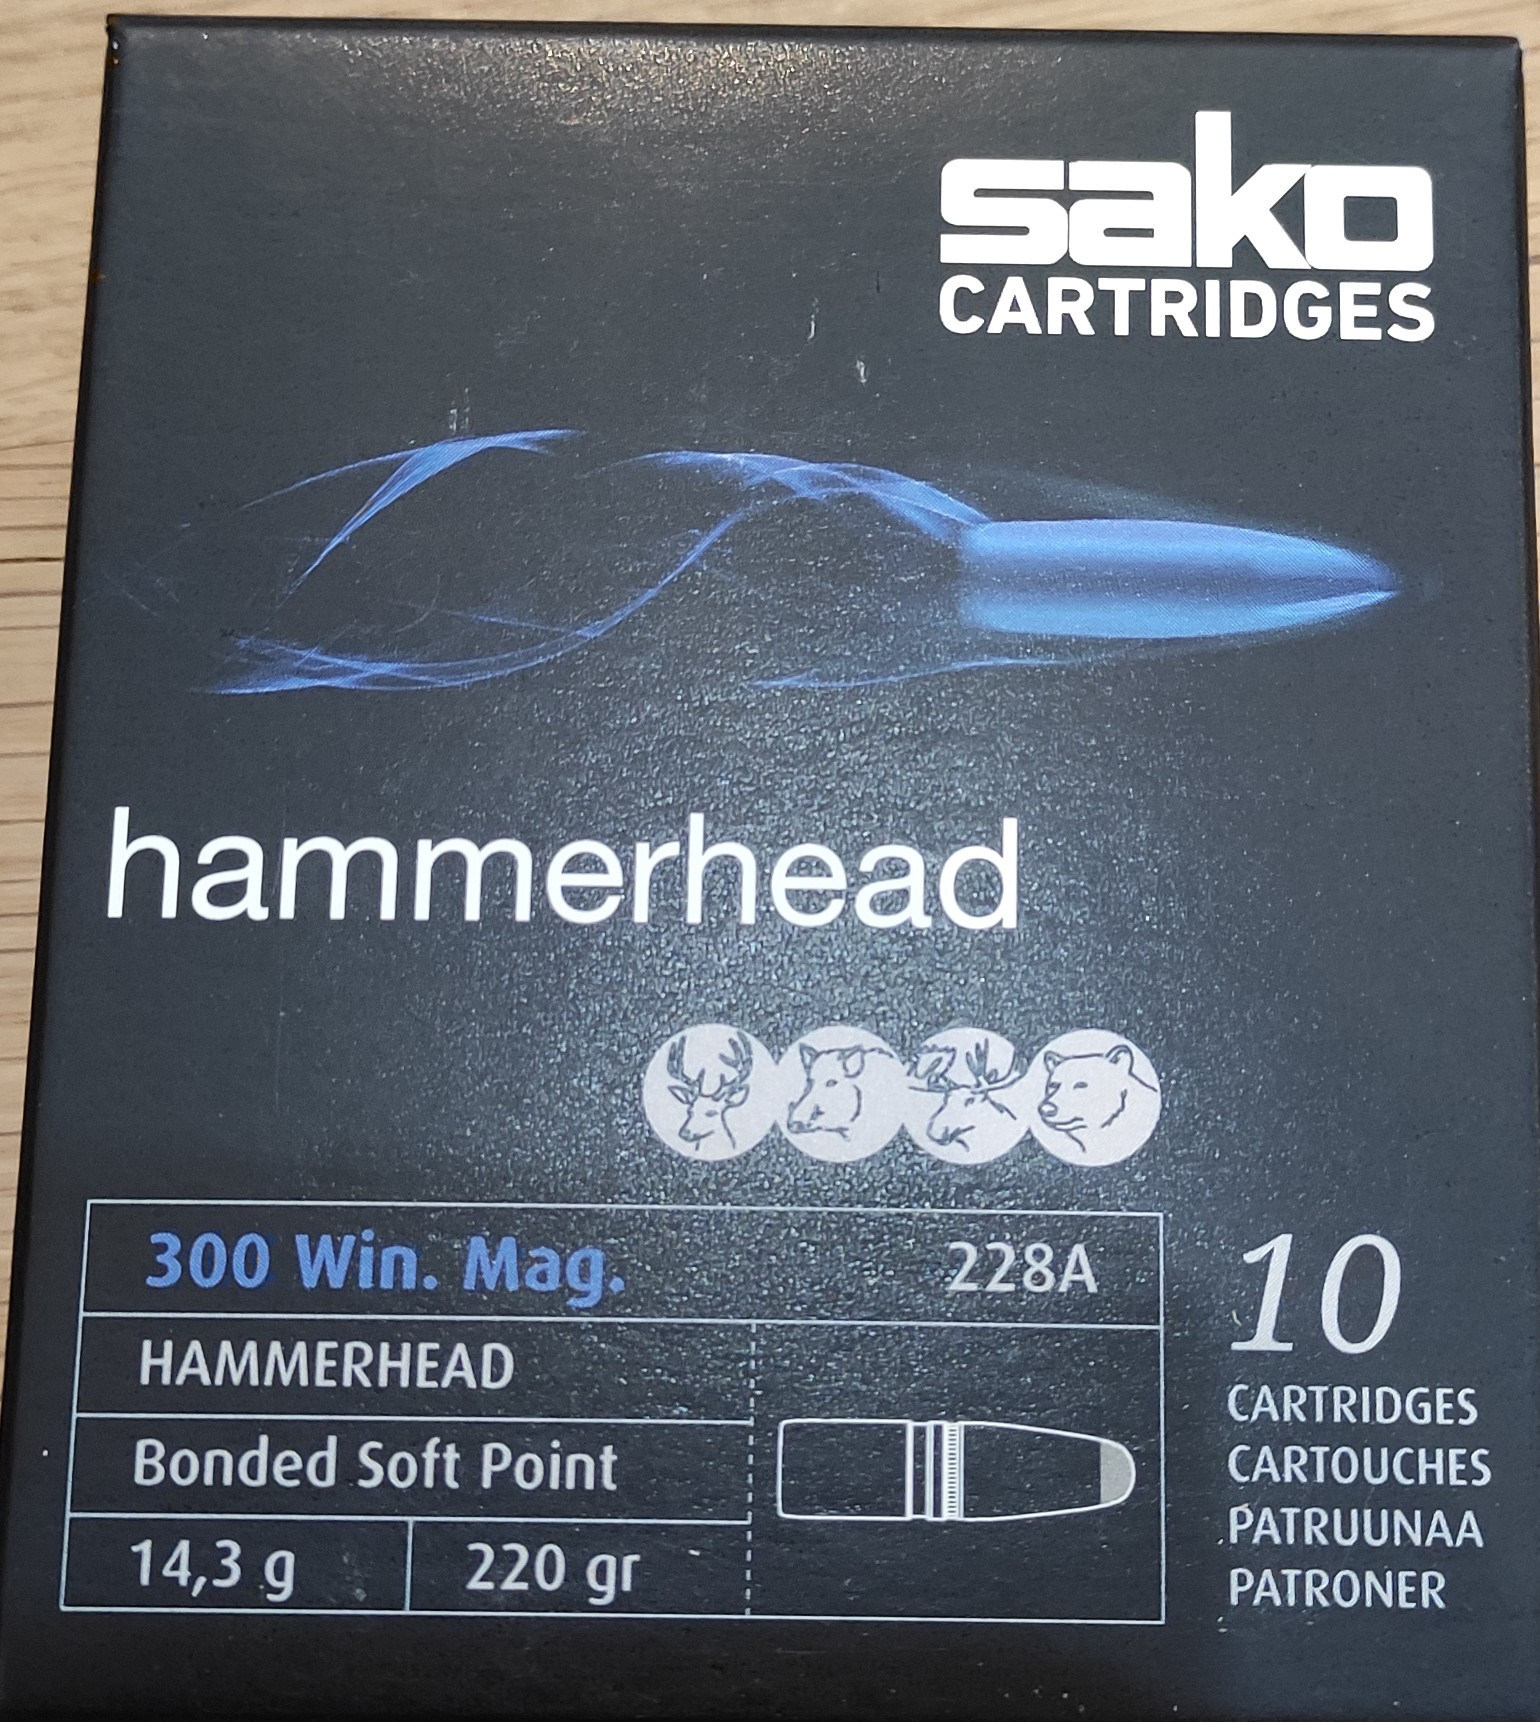 sako
CARTRIDGES
hammerhead
300 Win. Mag. 228A
HAMMERHEAD
Bonded Soft Point
14,3 g 220 gr
10
CARTRIDGES
CARTOUCHES
PATRUUNAA
PATRONER